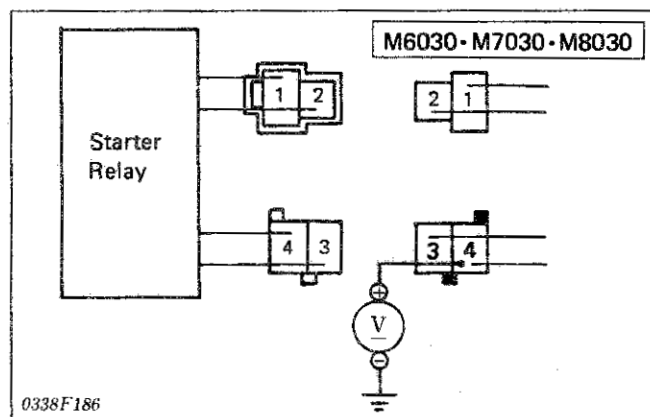 M6030·M7030·M8030
1 2
2 1
Starter
Relay
4 3
3 4
+
V
−
0338F186